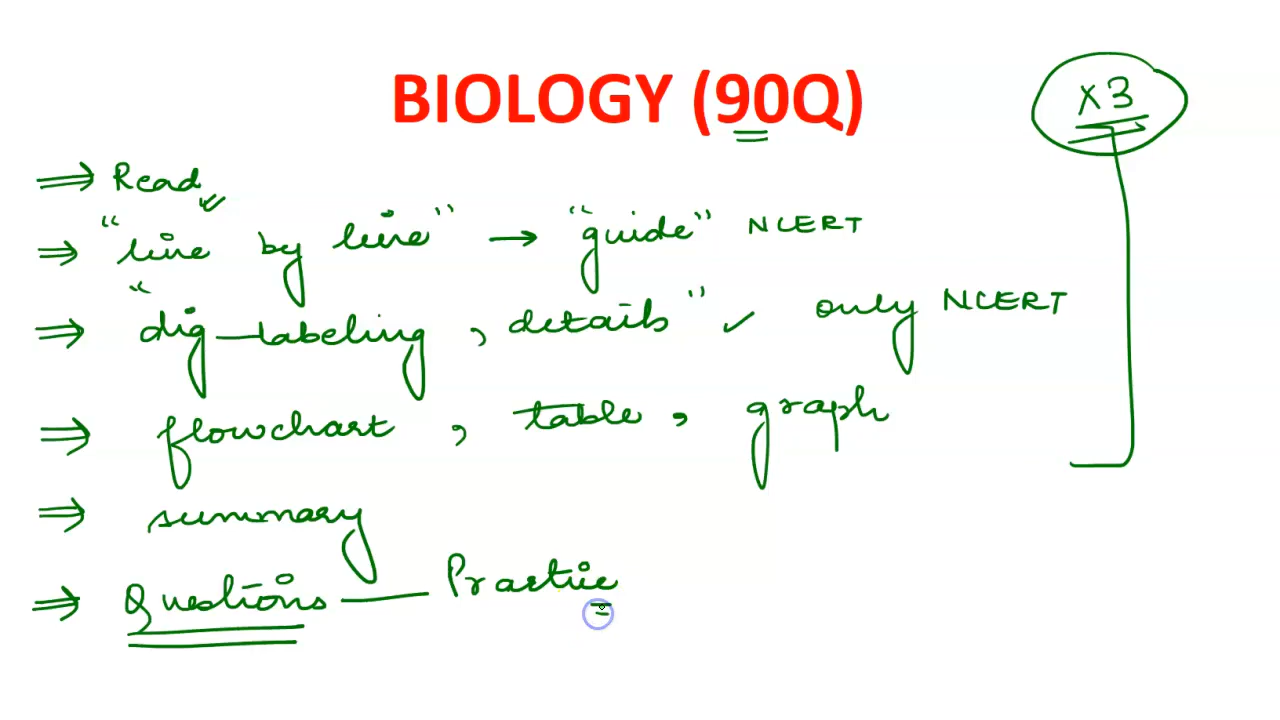 BIOLOGY (90Q)
x3
⇒ Read
⇒ "line by line" → "guide" NCERT
⇒ "dig-labeling, details" ✓ only NCERT
⇒ flowchart, table, graph
⇒ summary
⇒ Questions — Practice